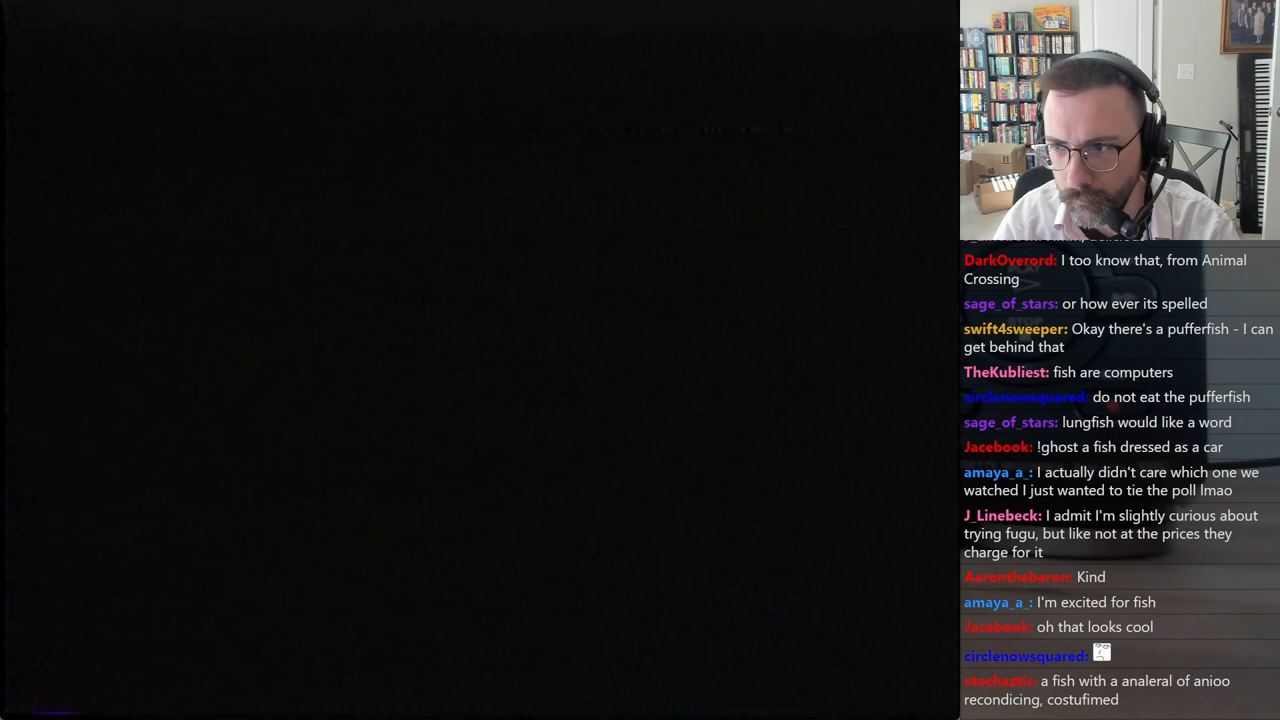 DarkOverord: I too know that, from Animal
Crossing
sage_of_stars: or how ever its spelled
swift4sweeper: Okay there's a pufferfish - I can
get behind that
TheKubliest: fish are computers
circlenowsquared: do not eat the pufferfish
sage_of_stars: lungfish would like a word
Jacebook: !ghost a fish dressed as a car
amaya_a_: I actually didn't care which one we
watched I just wanted to tie the poll lmao
J_Linebeck: I admit I'm slightly curious about
trying fugu, but like not at the prices they
charge for it
Aaronthebaron: Kind
amaya_a_: I'm excited for fish
Jacebook: oh that looks cool
circlenowsquared:
stochaztic: a fish with a analeral of anioo
recondicing, costufimed